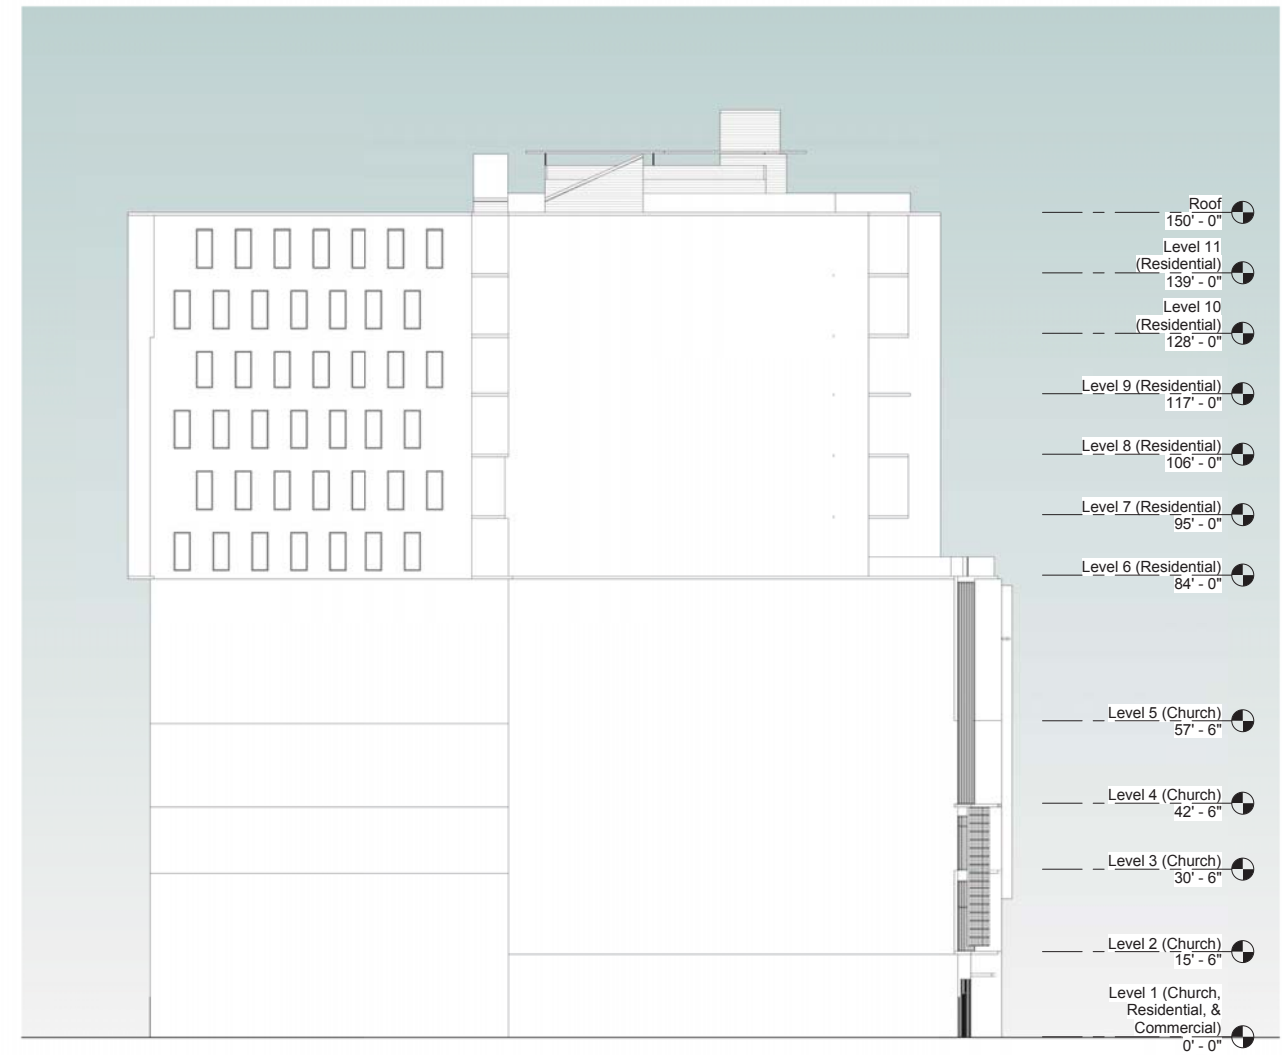 Roof
150' - 0"
Level 11
(Residential)
139' - 0"
Level 10
(Residential)
128' - 0"
Level 9 (Residential)
117' - 0"
Level 8 (Residential)
106' - 0"
Level 7 (Residential)
95' - 0"
Level 6 (Residential)
84' - 0"
Level 5 (Church)
57' - 6"
Level 4 (Church)
42' - 6"
Level 3 (Church)
30' - 6"
Level 2 (Church)
15' - 6"
Level 1 (Church,
Residential, &
Commercial)
0' - 0"